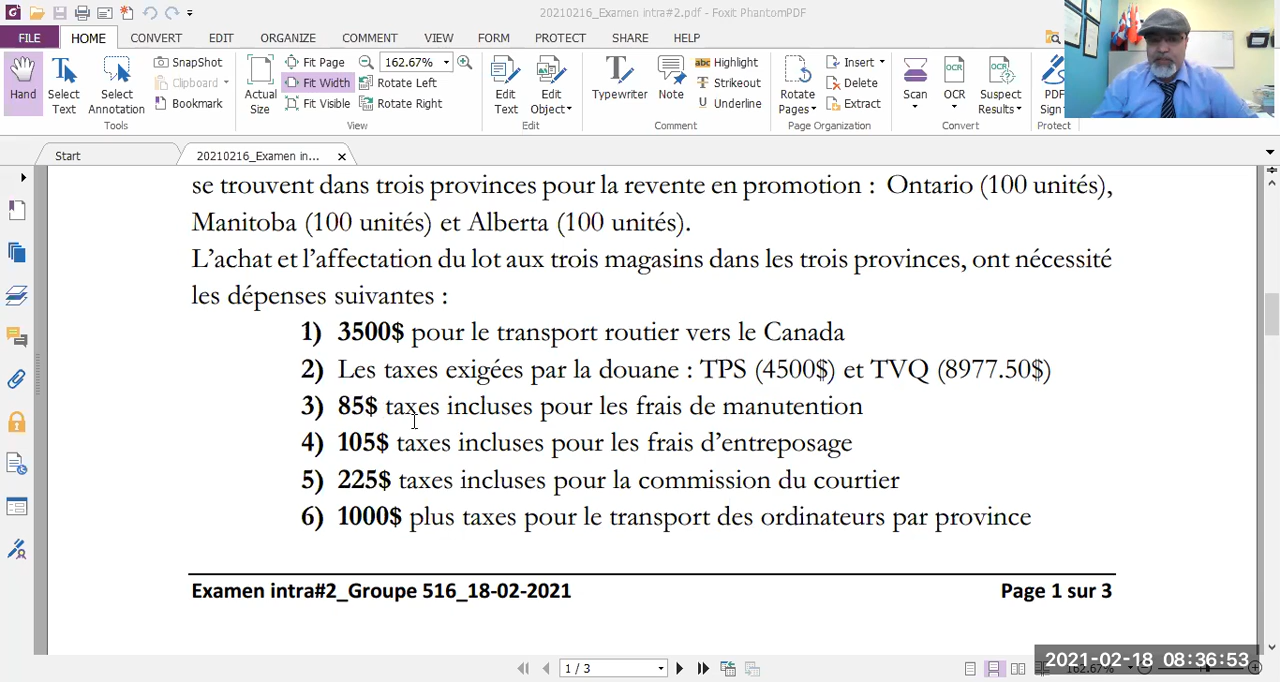 20210216_Examen intra#2.pdf - Foxit PhantomPDF
FILE HOME CONVERT EDIT ORGANIZE COMMENT VIEW FORM PROTECT SHARE HELP
Hand
Select Text
Select Annotation
SnapShot
Clipboard
Bookmark
Tools
Actual Size
Fit Page
Fit Width
Fit Visible
162.67%
Rotate Left
Rotate Right
View
Edit Text
Edit Object
Edit
Typewriter
Note
Highlight
Strikeout
Underline
Comment
Rotate Pages
Insert
Delete
Extract
Page Organization
Scan
OCR
Suspect Results
Convert
PDF Sign
Protect
Start
20210216_Examen in...
se trouvent dans trois provinces pour la revente en promotion : Ontario (100 unités),
Manitoba (100 unités) et Alberta (100 unités).
L'achat et l'affectation du lot aux trois magasins dans les trois provinces, ont nécessité
les dépenses suivantes :
1) 3500$ pour le transport routier vers le Canada
2) Les taxes exigées par la douane : TPS (4500$) et TVQ (8977.50$)
3) 85$ taxes incluses pour les frais de manutention
4) 105$ taxes incluses pour les frais d'entreposage
5) 225$ taxes incluses pour la commission du courtier
6) 1000$ plus taxes pour le transport des ordinateurs par province
Examen intra#2_Groupe 516_18-02-2021 Page 1 sur 3
1 / 3
162.67%
2021-02-18 08:36:53